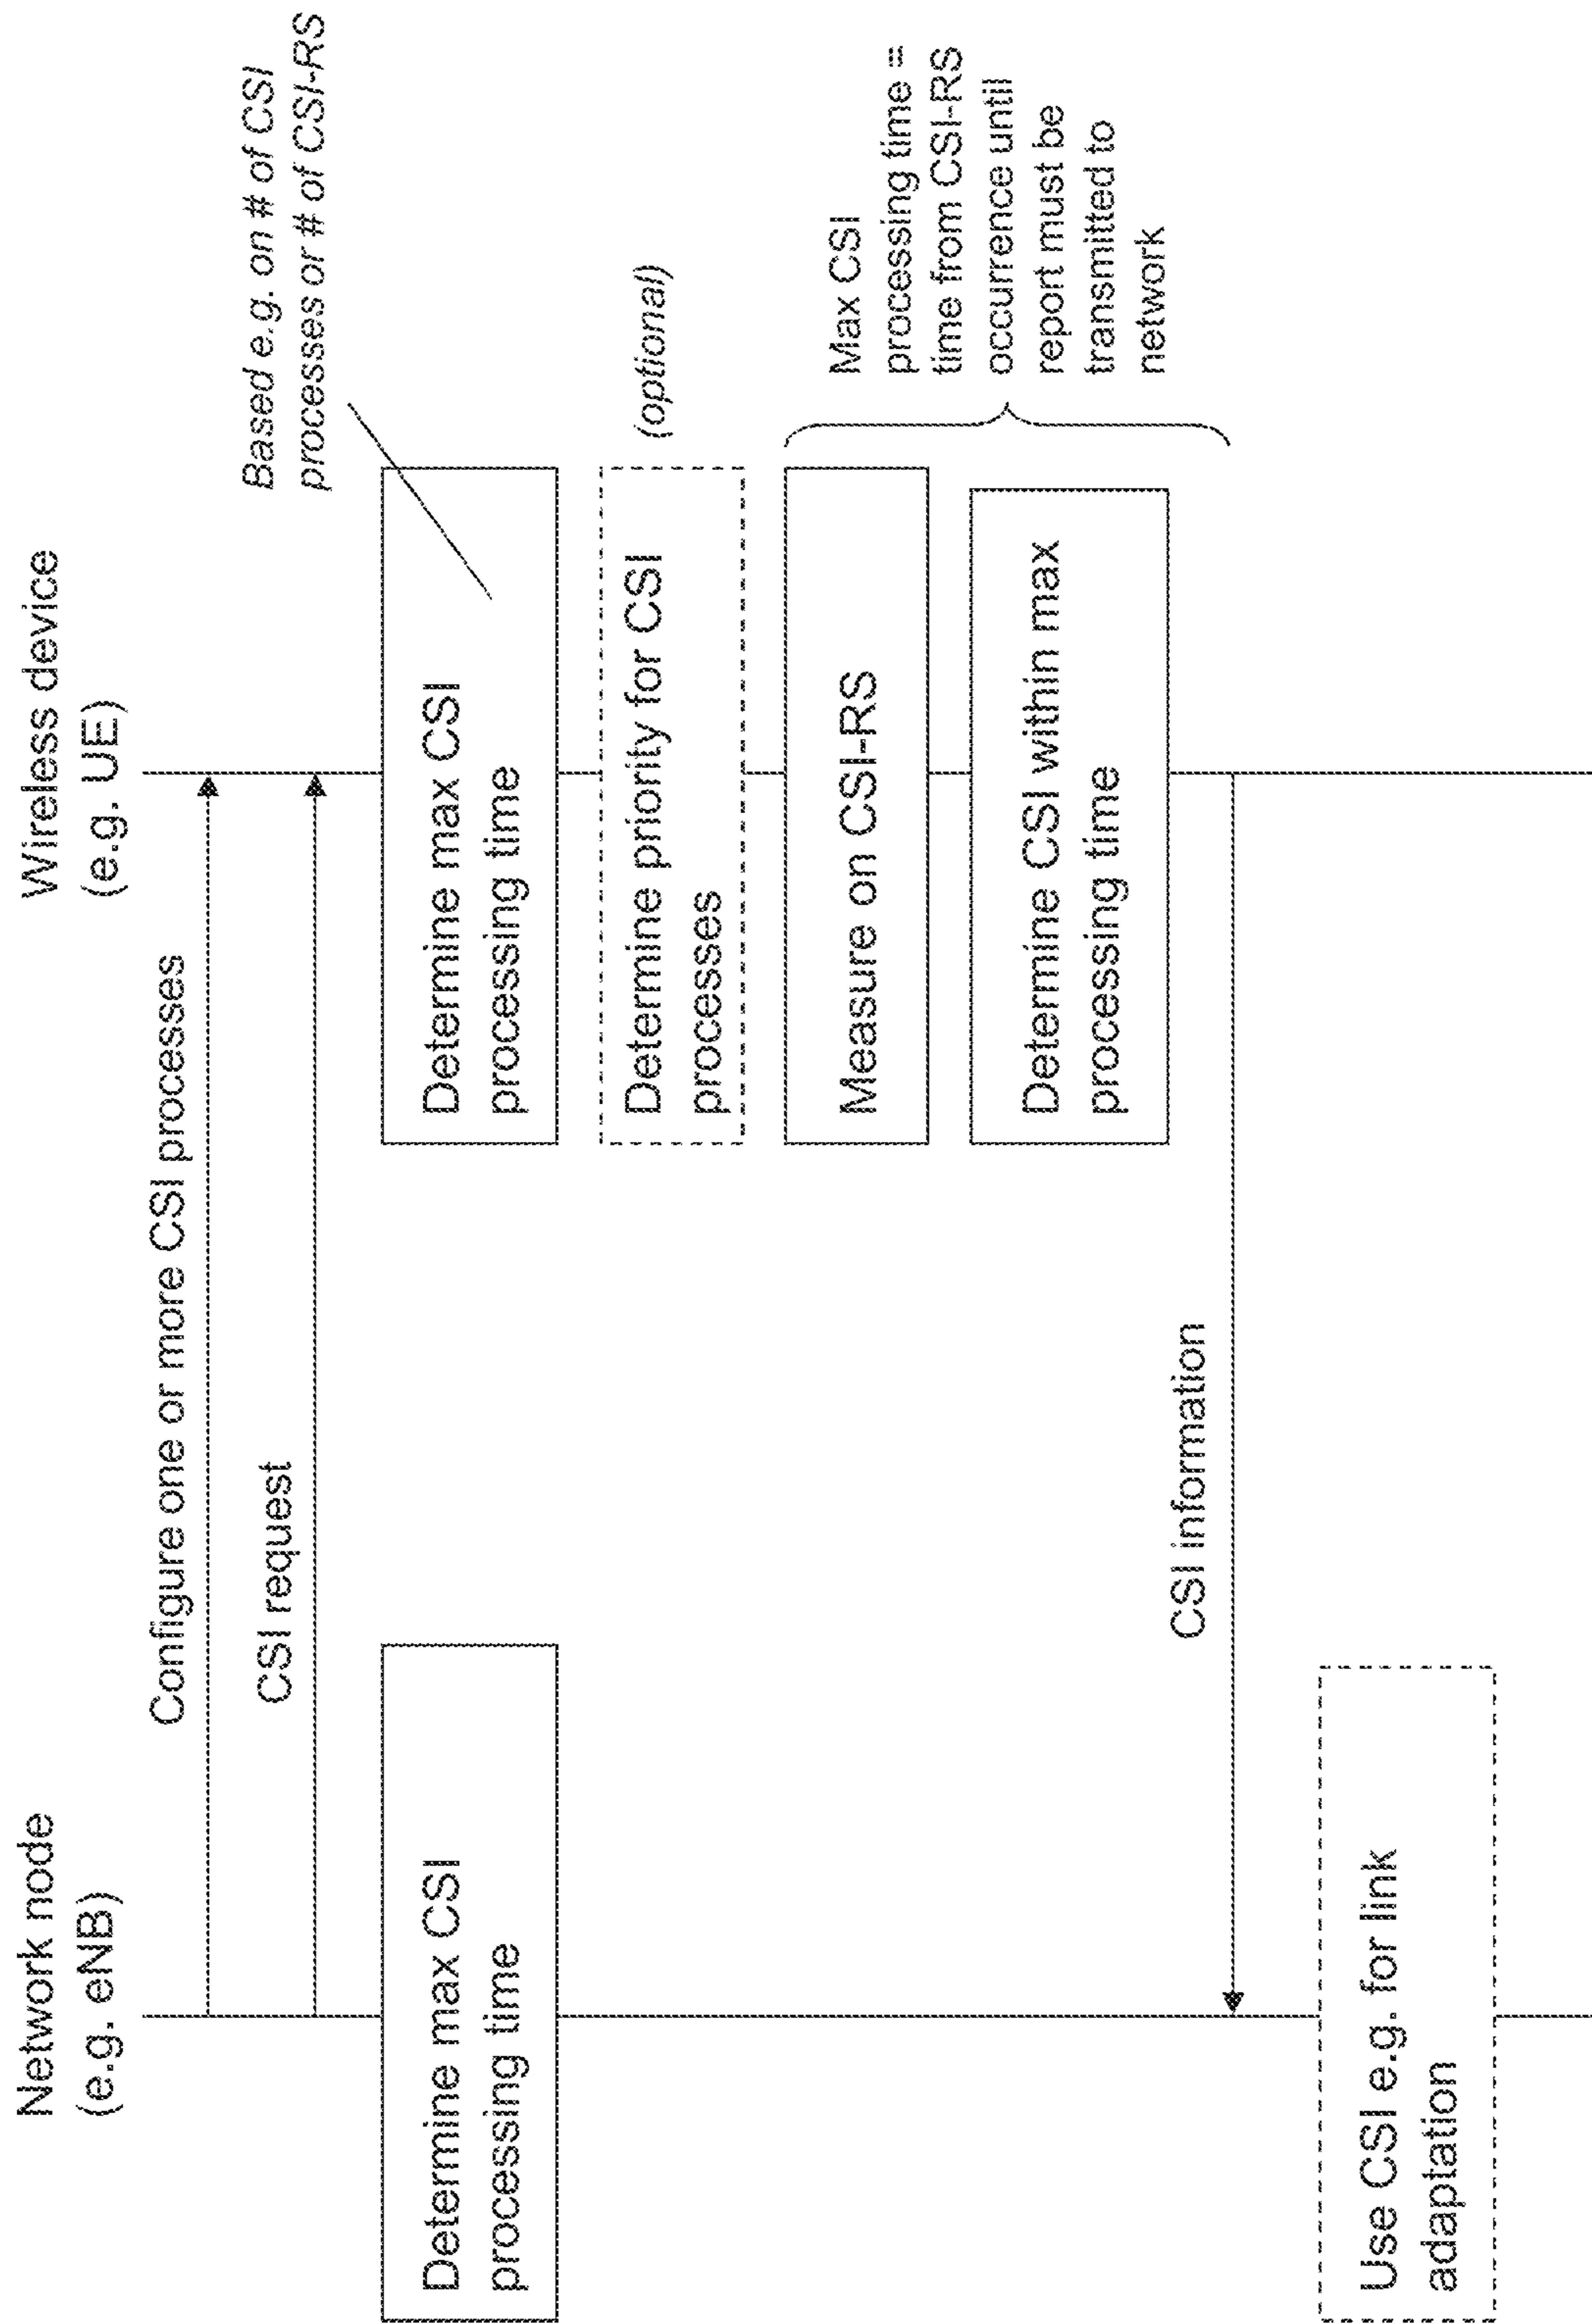 Network node
(e.g. eNB)
Wireless device
(e.g. UE)
Configure one or more CSI processes
CSI request
Based e.g. on # of CSI
processes or # of CSI-RS
Determine max CSI
processing time
Determine max CSI
processing time
Determine priority for CSI
processes
(optional)
Measure on CSI-RS
Determine CSI within max
processing time
Max CSI
processing time =
time from CSI-RS
occurrence until
report must be
transmitted to
network
CSI information
Use CSI e.g. for link
adaptation